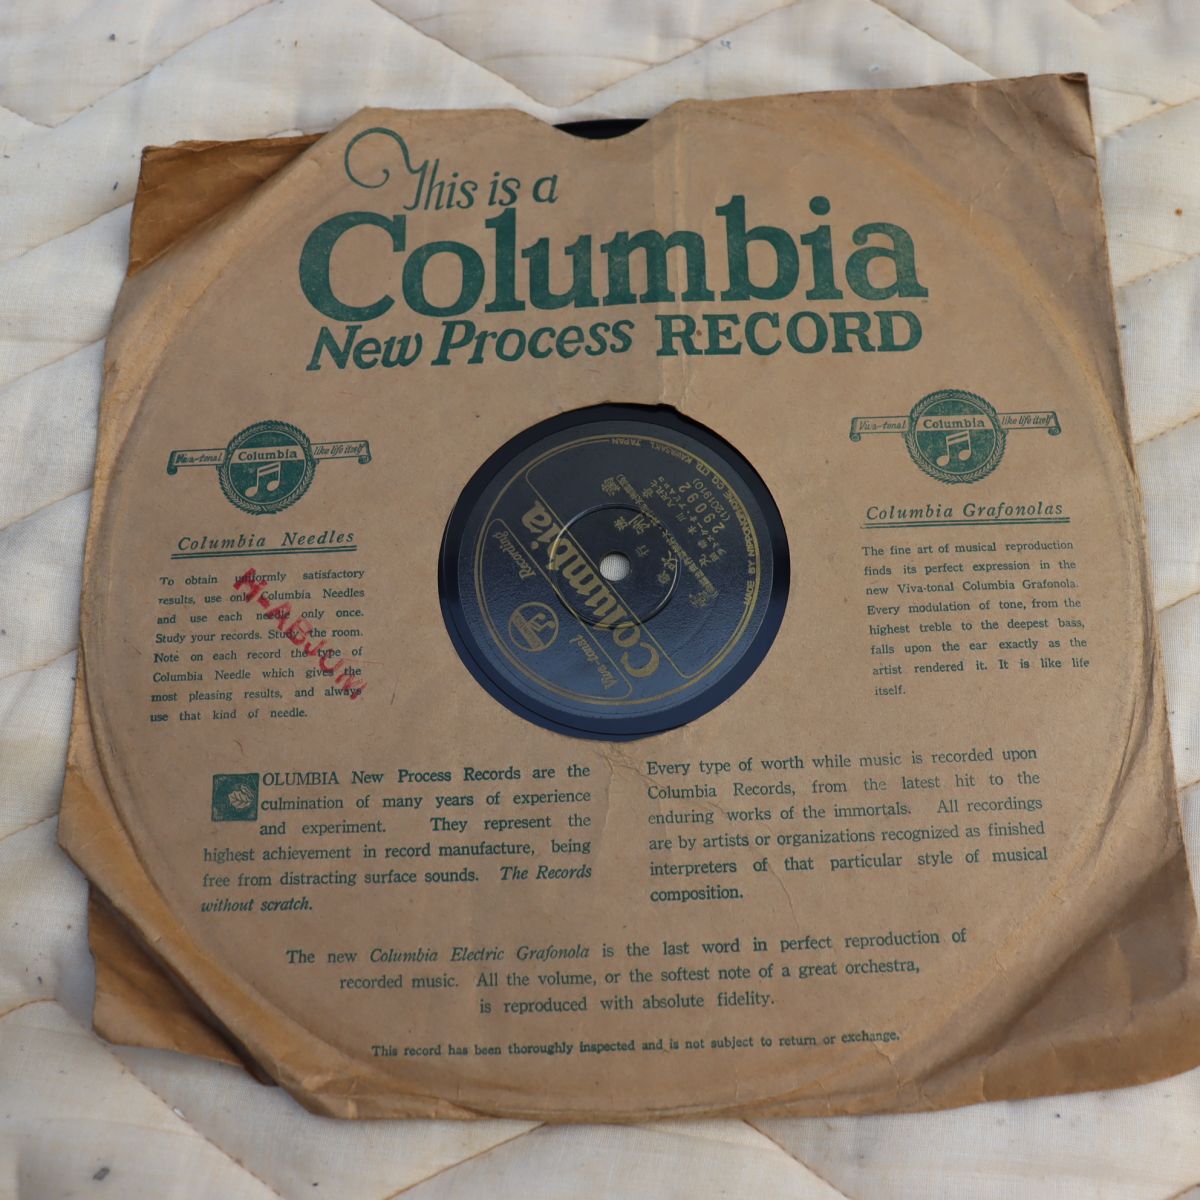 This is a
Columbia
New Process RECORD
Viva-tonal Columbia like life itself
Viva-tonal Columbia like life itself
Columbia Needles
To obtain uniformly satisfactory
results, use only Columbia Needles
and use each needle only once.
Study your records. Study the room.
Note on each record the type of
Columbia Needle which gives the
most pleasing results, and always
use that kind of needle.
Columbia Grafonolas
The fine art of musical reproduction
finds its perfect expression in the
new Viva-tonal Columbia Grafonola.
Every modulation of tone, from the
highest treble to the deepest bass,
falls upon the ear exactly as the
artist rendered it. It is like life
itself.
Viva-tonal Recording
Columbia
29092
(1201910)
MADE BY NIPPONOPHONE CO., LTD. KAWASAKI, JAPAN
OLUMBIA New Process Records are the
culmination of many years of experience
and experiment. They represent the
highest achievement in record manufacture, being
free from distracting surface sounds. The Records
without scratch.
Every type of worth while music is recorded upon
Columbia Records, from the latest hit to the
enduring works of the immortals. All recordings
are by artists or organizations recognized as finished
interpreters of that particular style of musical
composition.
The new Columbia Electric Grafonola is the last word in perfect reproduction of
recorded music. All the volume, or the softest note of a great orchestra,
is reproduced with absolute fidelity.
This record has been thoroughly inspected and is not subject to return or exchange.